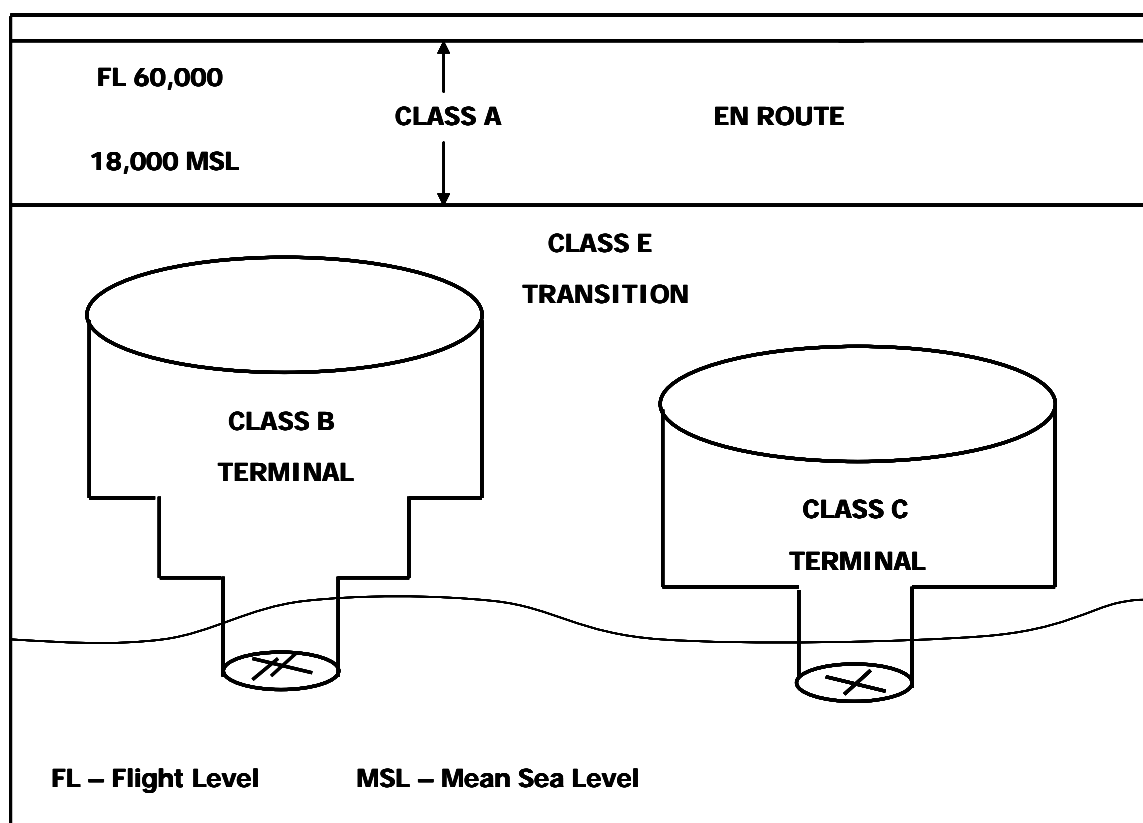 FL 60,000
CLASS A
EN ROUTE
18,000 MSL
CLASS E
TRANSITION
CLASS B
TERMINAL
CLASS C
TERMINAL
FL – Flight Level
MSL – Mean Sea Level